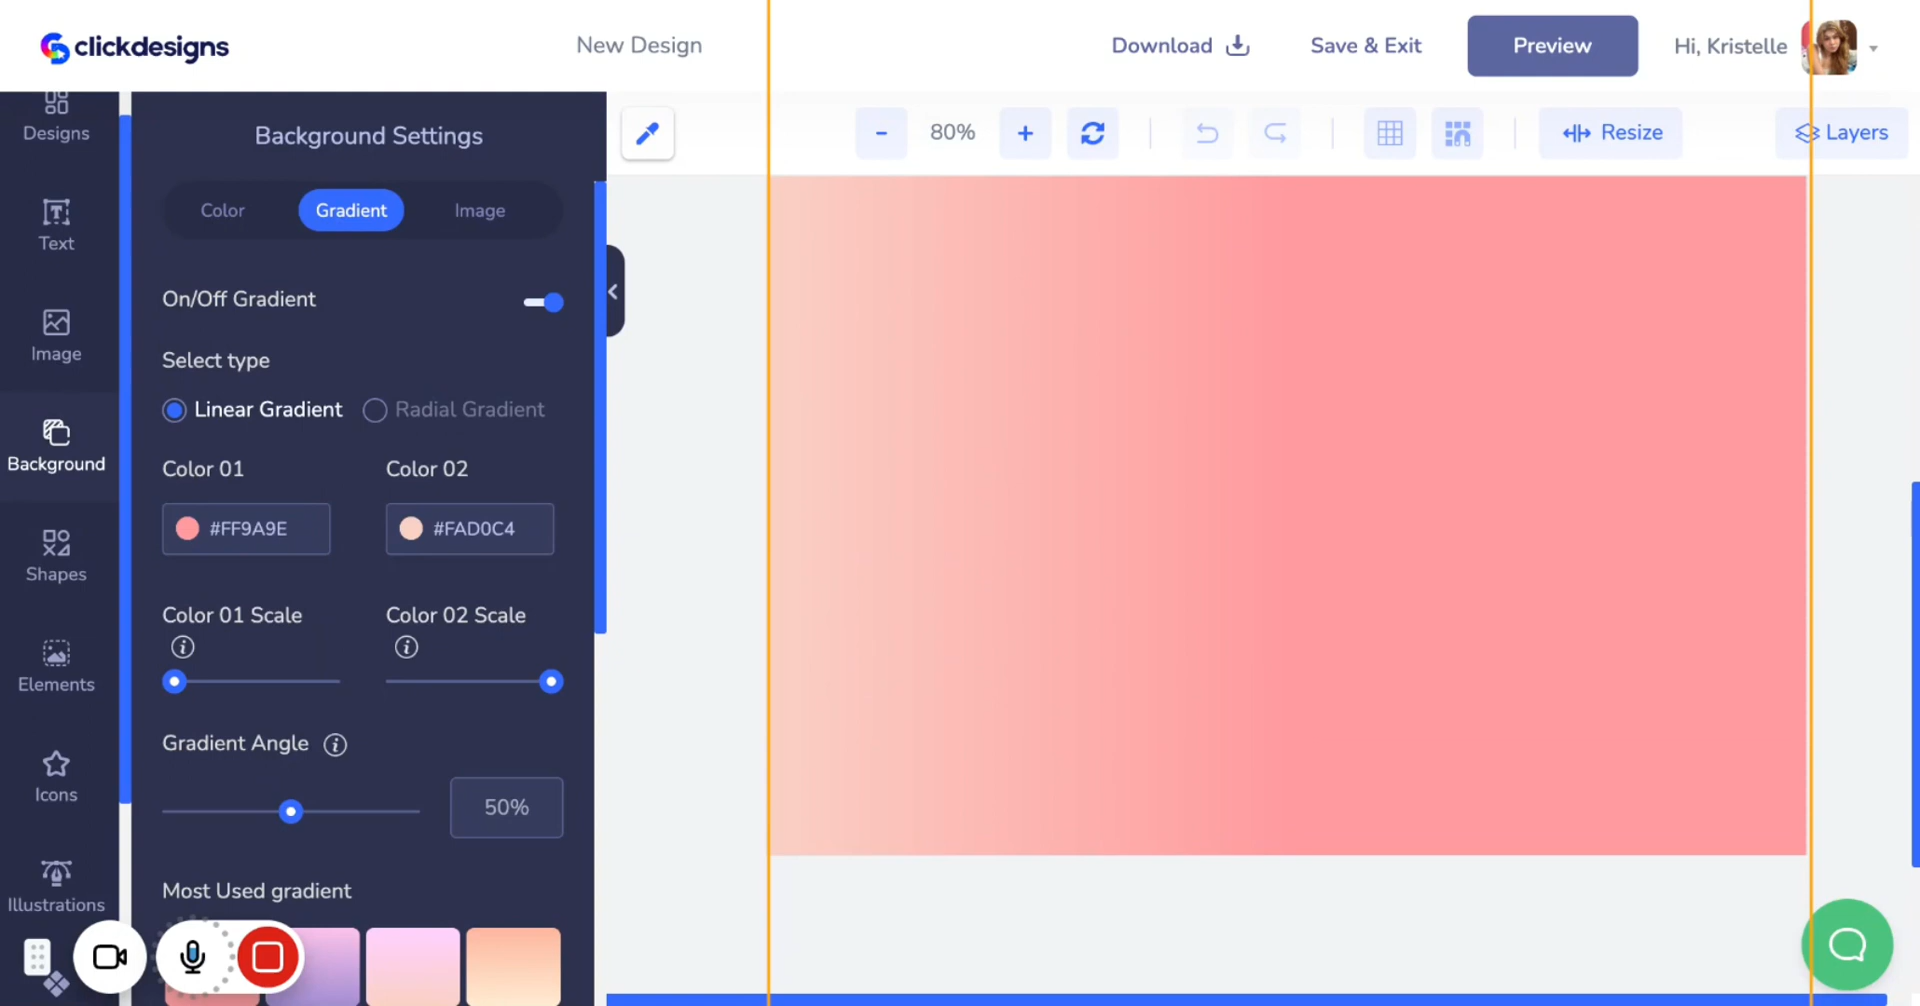 clickdesigns
New Design
Download
Save & Exit
Preview
Hi, Kristelle
Designs
Text
Image
Background
Shapes
Elements
Icons
Illustrations
Background Settings
Color
Gradient
Image
On/Off Gradient
Select type
Linear Gradient
Radial Gradient
Color 01
Color 02
#FF9A9E
#FAD0C4
Color 01 Scale
Color 02 Scale
Gradient Angle
50%
Most Used gradient
-
80%
+
Resize
Layers